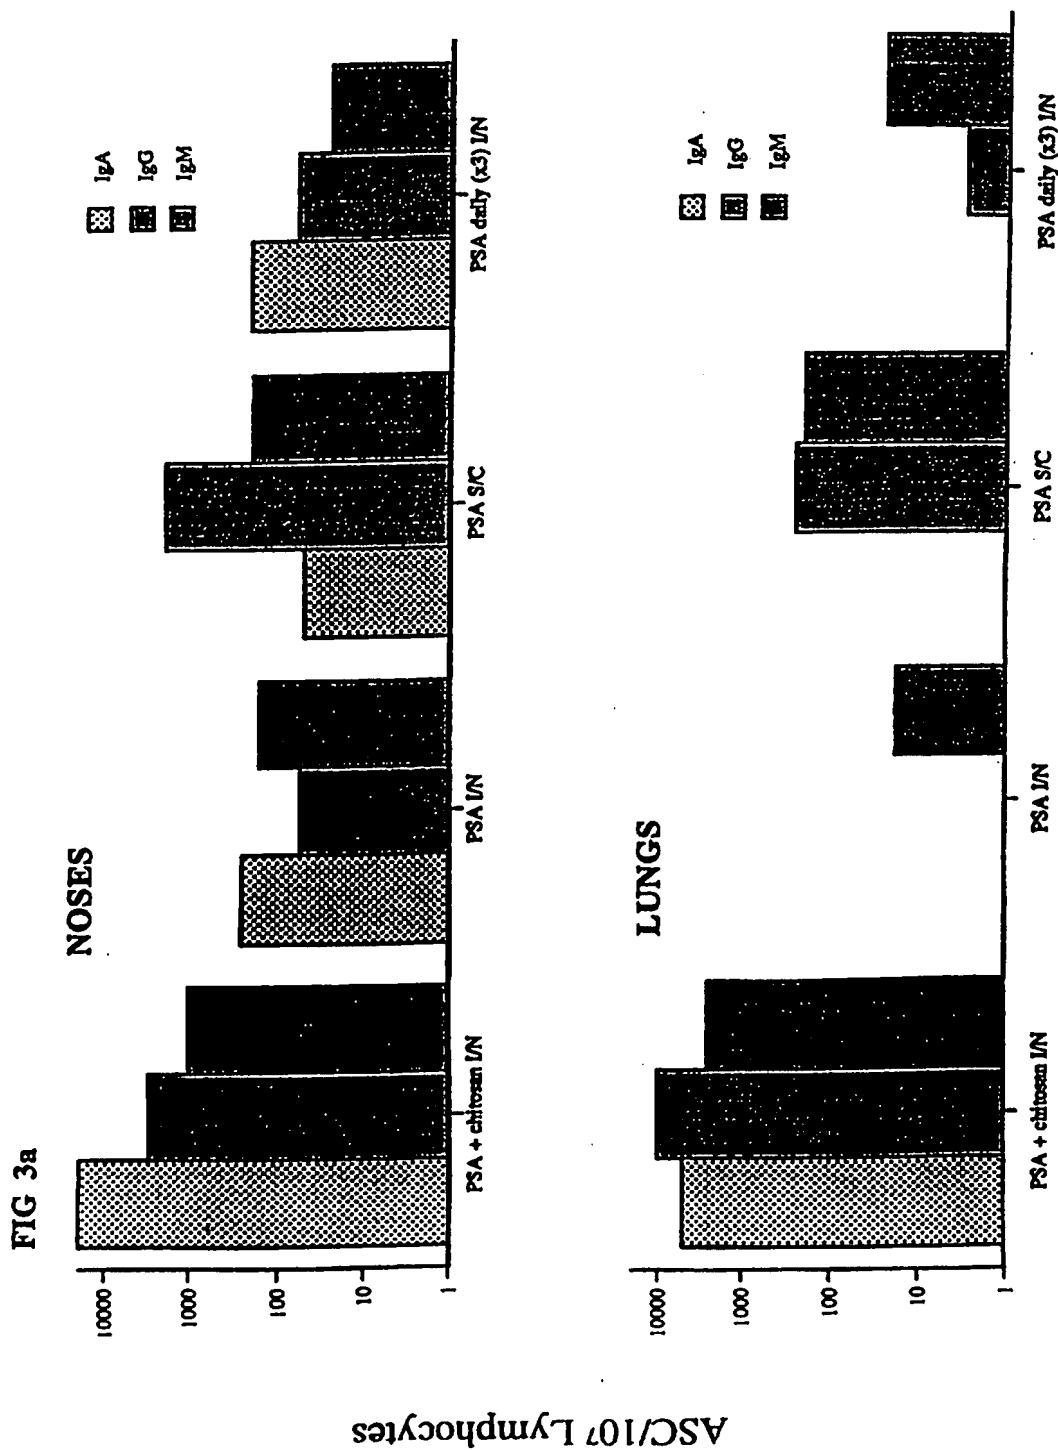 FIG 3a
NOSES
10000
1000
100
10
1
IgA
IgG
IgM
PSA + chitosan I/N
PSA I/N
PSA S/C
PSA daily (x3) I/N
LUNGS
10000
1000
100
10
1
IgA
IgG
IgM
PSA + chitosan I/N
PSA I/N
PSA S/C
PSA daily (x3) I/N
ASC/10⁷ Lymphocytes